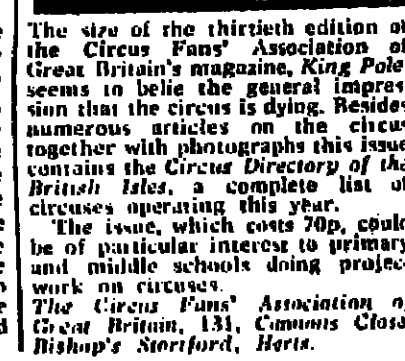 The size of the thirtieth edition of
the Circus Fans' Association of
Great Britain's magazine, King Pole
seems to belie the general impres
sion that the circus is dying. Besides
numerous articles on the circus
together with photographs this issue
contains the Circus Directory of the
British Isles, a complete list of
circuses operating this year.
The issue, which costs 70p, could
be of particular interest to primary
and middle schools doing projec
work on circuses.
The Circus Fans' Association of
Great Britain, 131, Cannons Close
Bishop's Stortford, Herts.